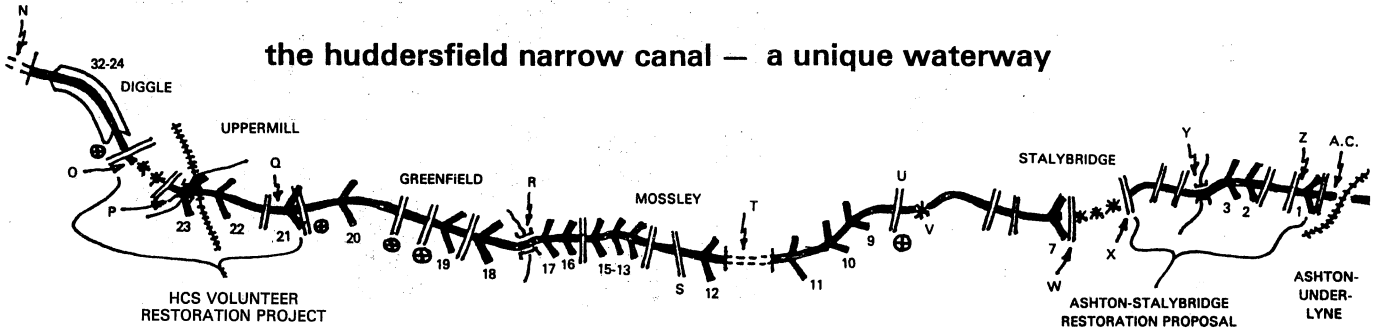 the huddersfield narrow canal — a unique waterway
N
32-24
DIGGLE
O
P
UPPERMILL
Q
23
22
21
20
HCS VOLUNTEER
RESTORATION PROJECT
GREENFIELD
19
18
R
17
16
15-13
MOSSLEY
S
12
T
11
10
9
U
V
STALYBRIDGE
7
W
X
Y
3
2
Z
1
A.C.
ASHTON-STALYBRIDGE
RESTORATION PROPOSAL
ASHTON-
UNDER-
LYNE